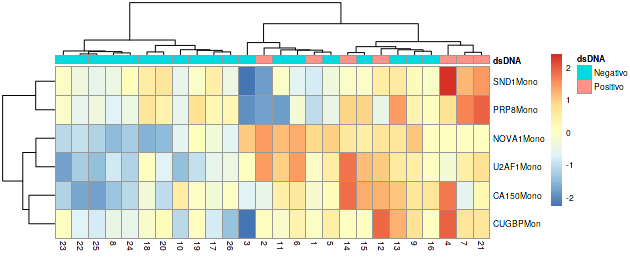 dsDNA
SND1Mono
PRP8Mono
NOVA1Mono
U2AF1Mono
CA150Mono
CUGBPMon
23 22 25 8 24 18 20 10 19 17 26 3 2 11 6 1 5 14 15 12 13 9 16 4 7 21
2
1
0
-1
-2
dsDNA
Negativo
Positivo